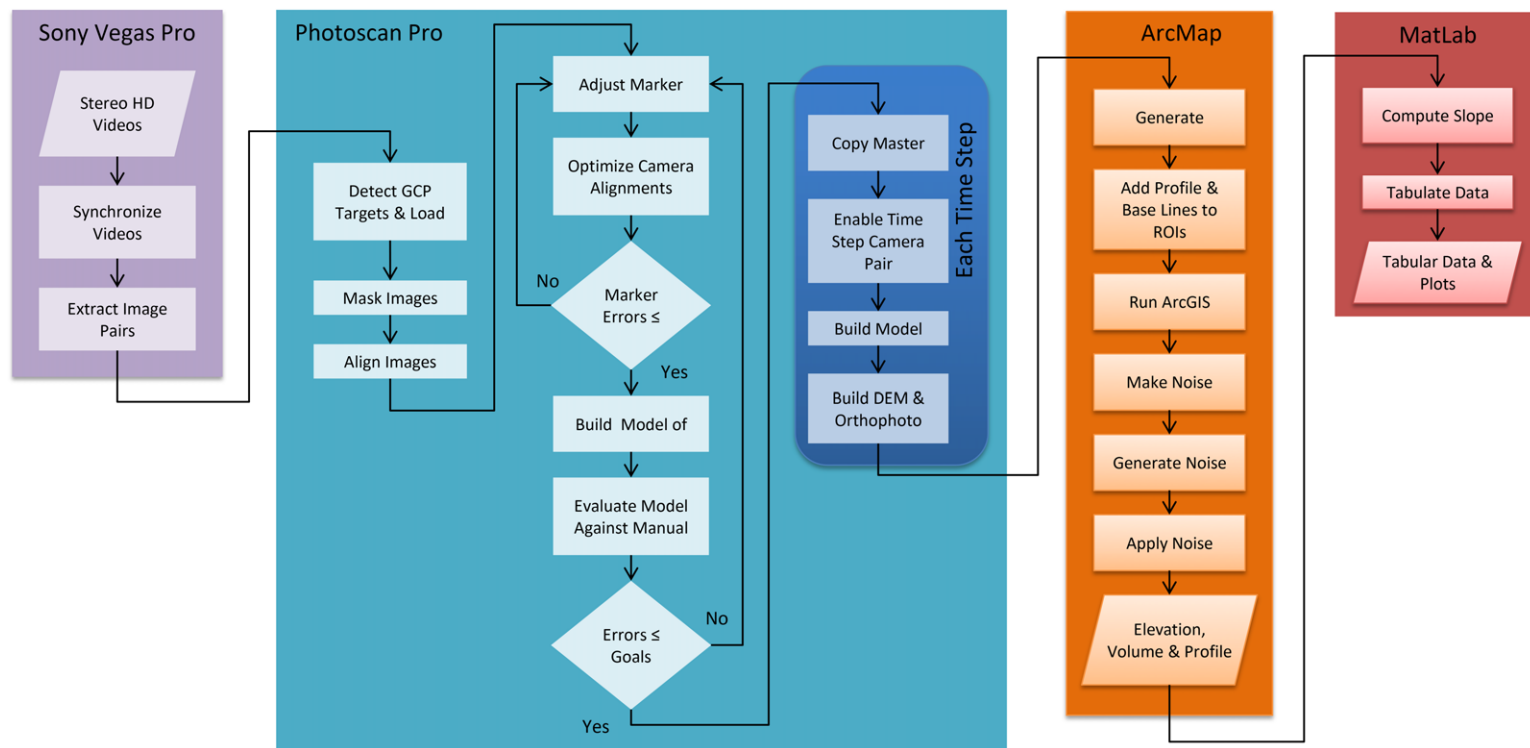 Sony Vegas Pro
Stereo HD
Videos
Synchronize
Videos
Extract Image
Pairs
Photoscan Pro
Detect GCP
Targets & Load
Mask Images
Align Images
Adjust Marker
Optimize Camera
Alignments
No
Marker
Errors ≤
Yes
Build Model of
Evaluate Model
Against Manual
Errors ≤
Goals
No
Yes
Each Time Step
Copy Master
Enable Time
Step Camera
Pair
Build Model
Build DEM &
Orthophoto
ArcMap
Generate
Add Profile &
Base Lines to
ROIs
Run ArcGIS
Make Noise
Generate Noise
Apply Noise
Elevation,
Volume & Profile
MatLab
Compute Slope
Tabulate Data
Tabular Data &
Plots